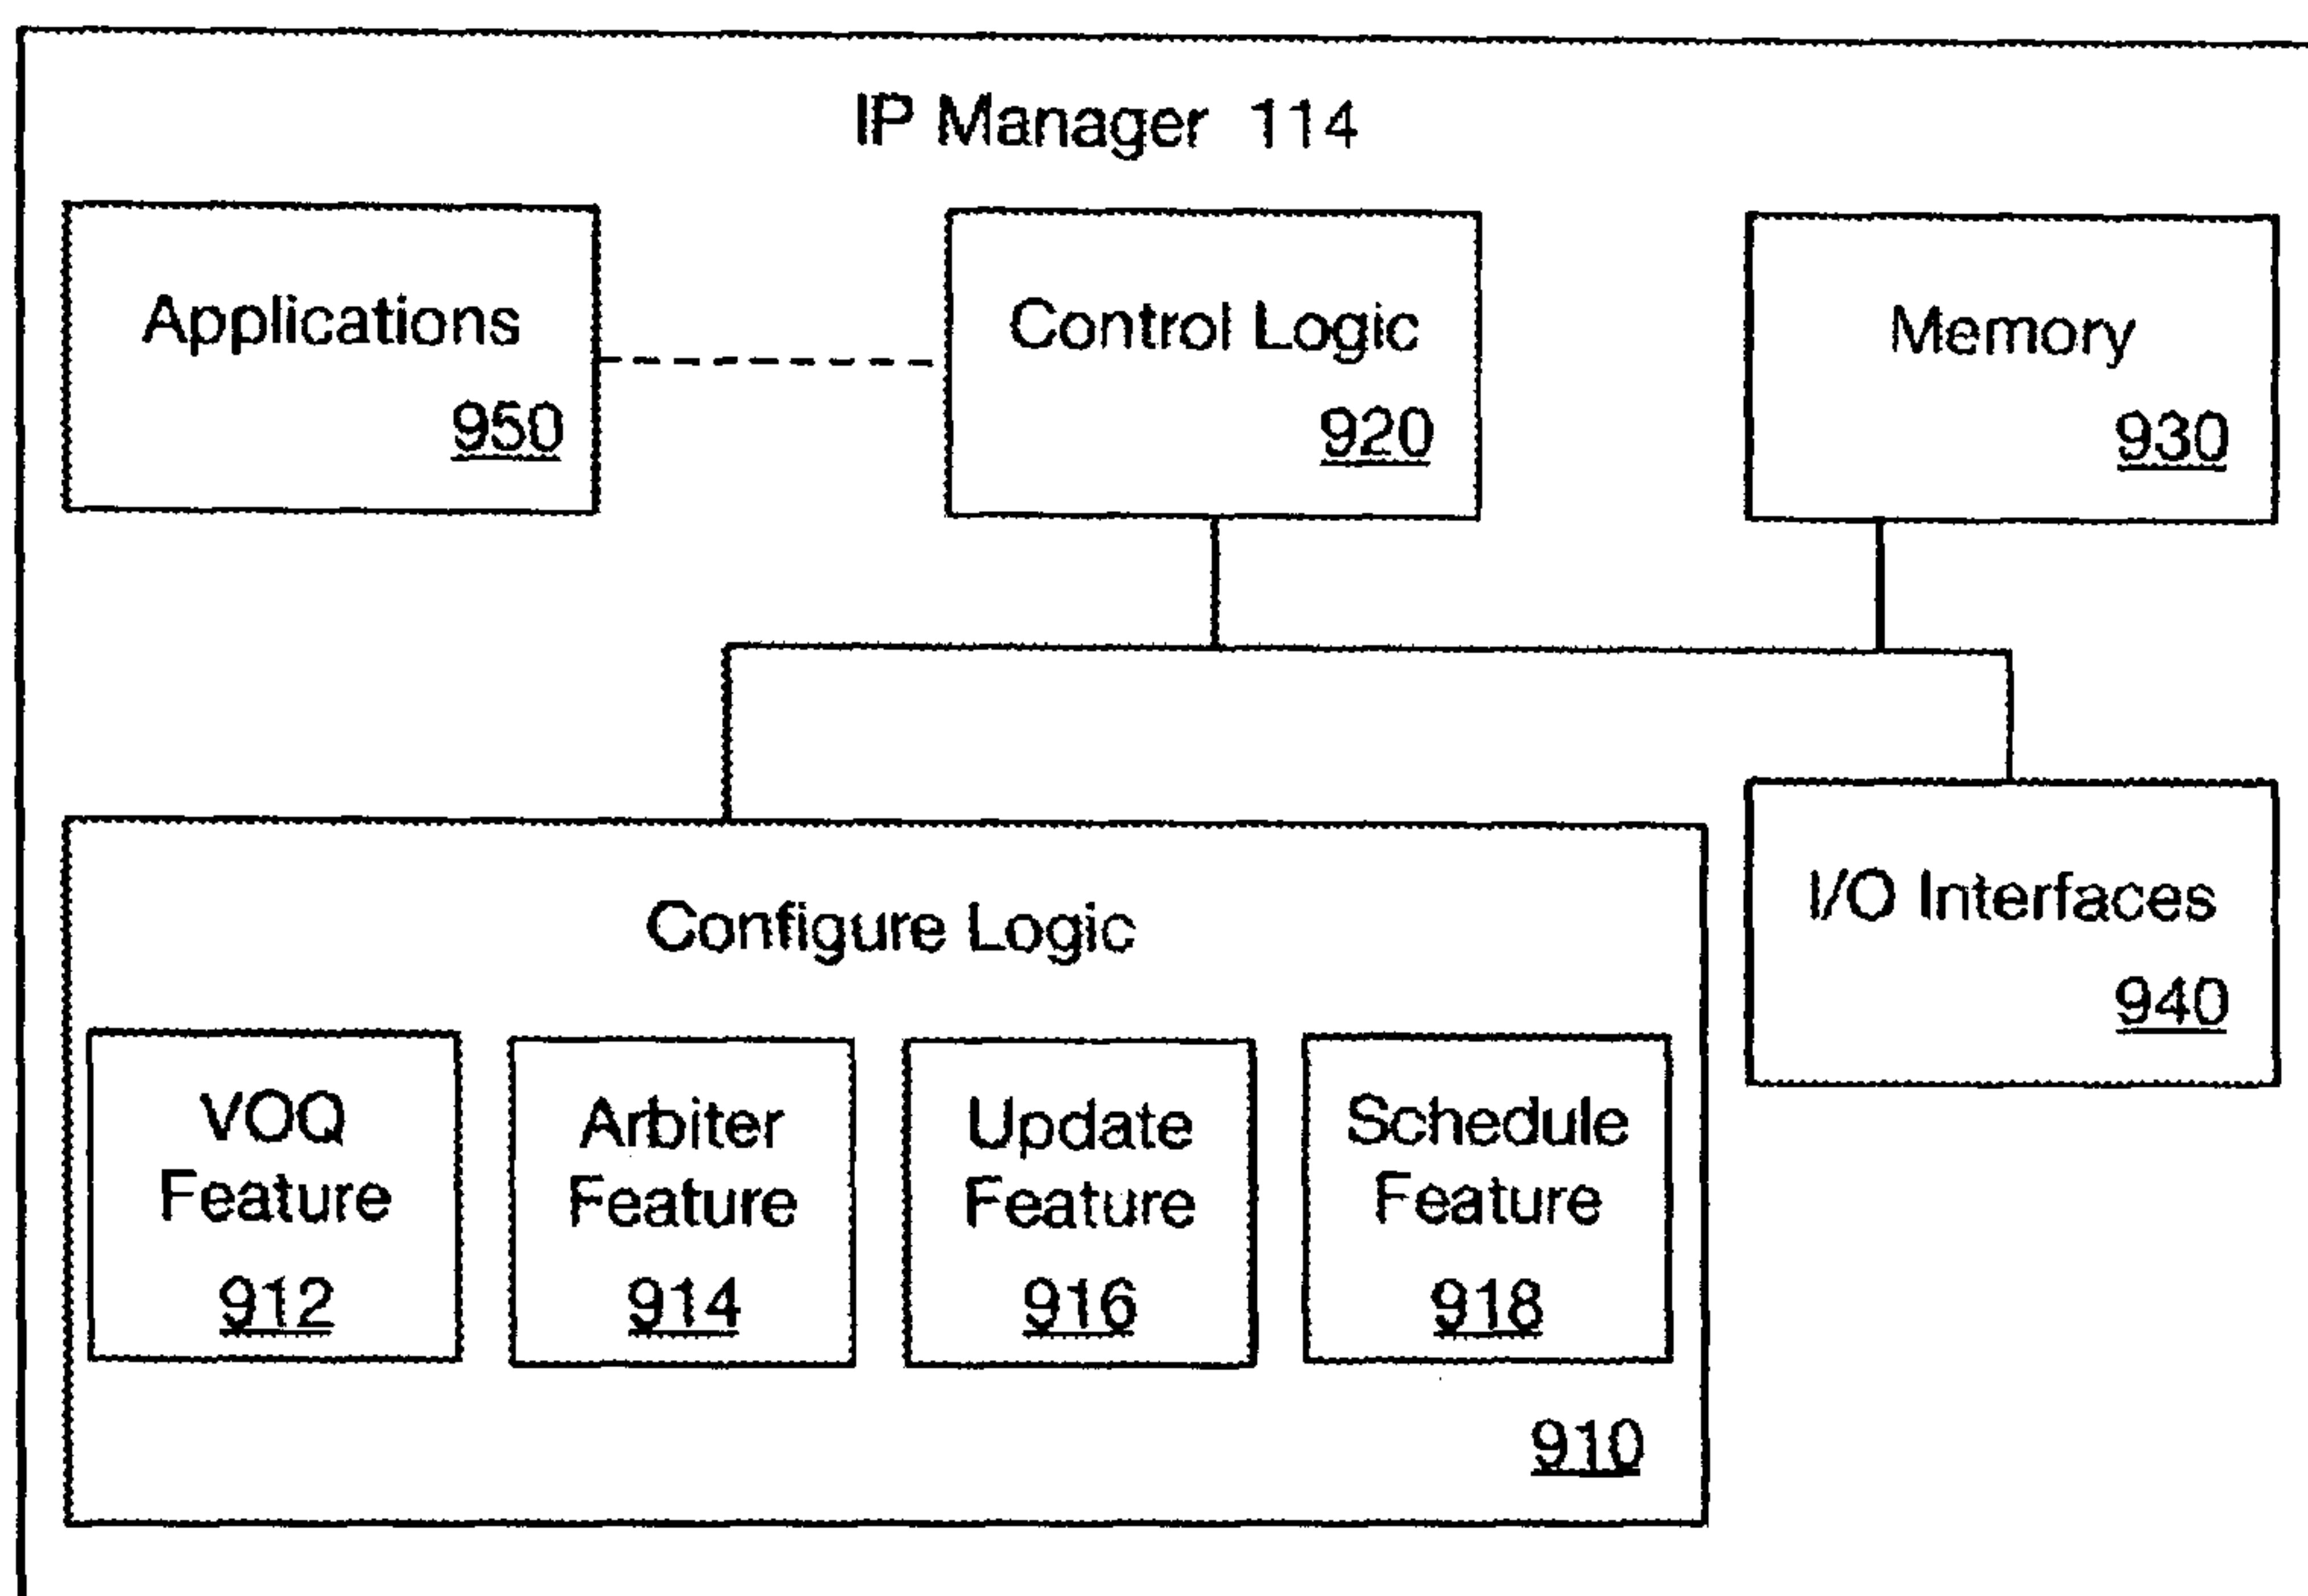 IP Manager 114
Applications
950
Control Logic
920
Memory
930
Configure Logic
VOQ
Feature
912
Arbiter
Feature
914
Update
Feature
916
Schedule
Feature
918
910
I/O Interfaces
940